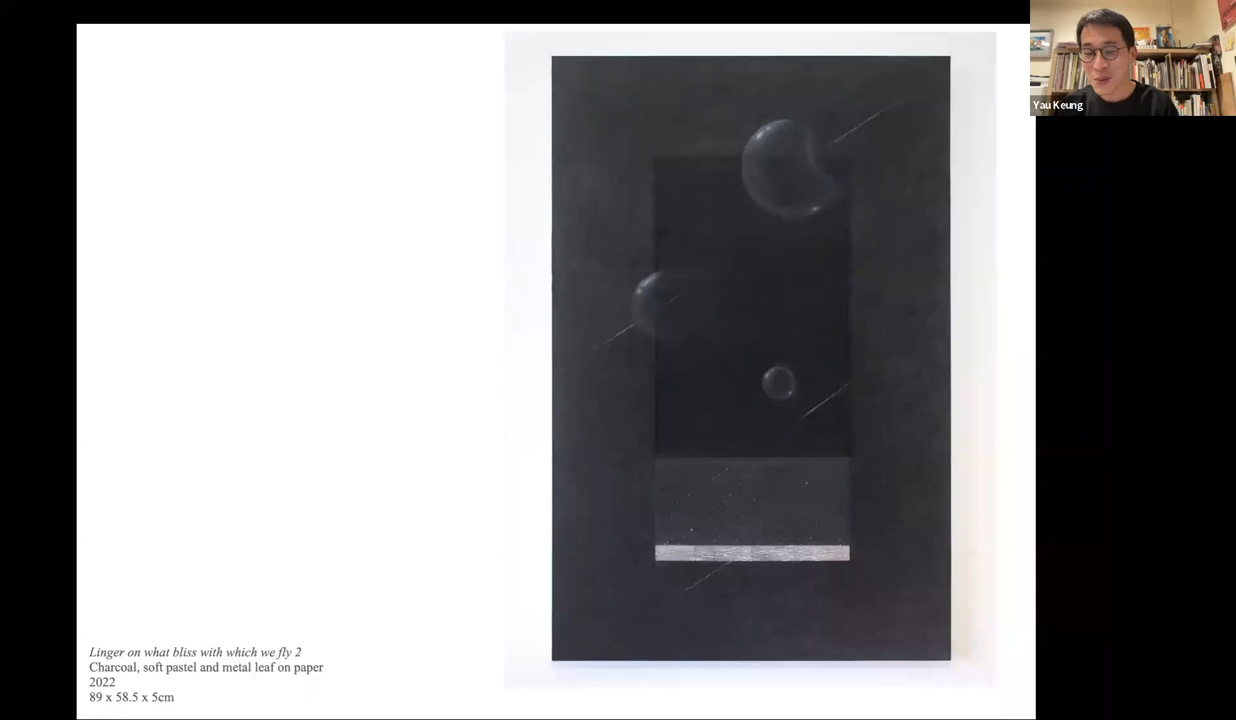 Yau Keung
Linger on what bliss with which we fly 2
Charcoal, soft pastel and metal leaf on paper
2022
89 x 58.5 x 5cm